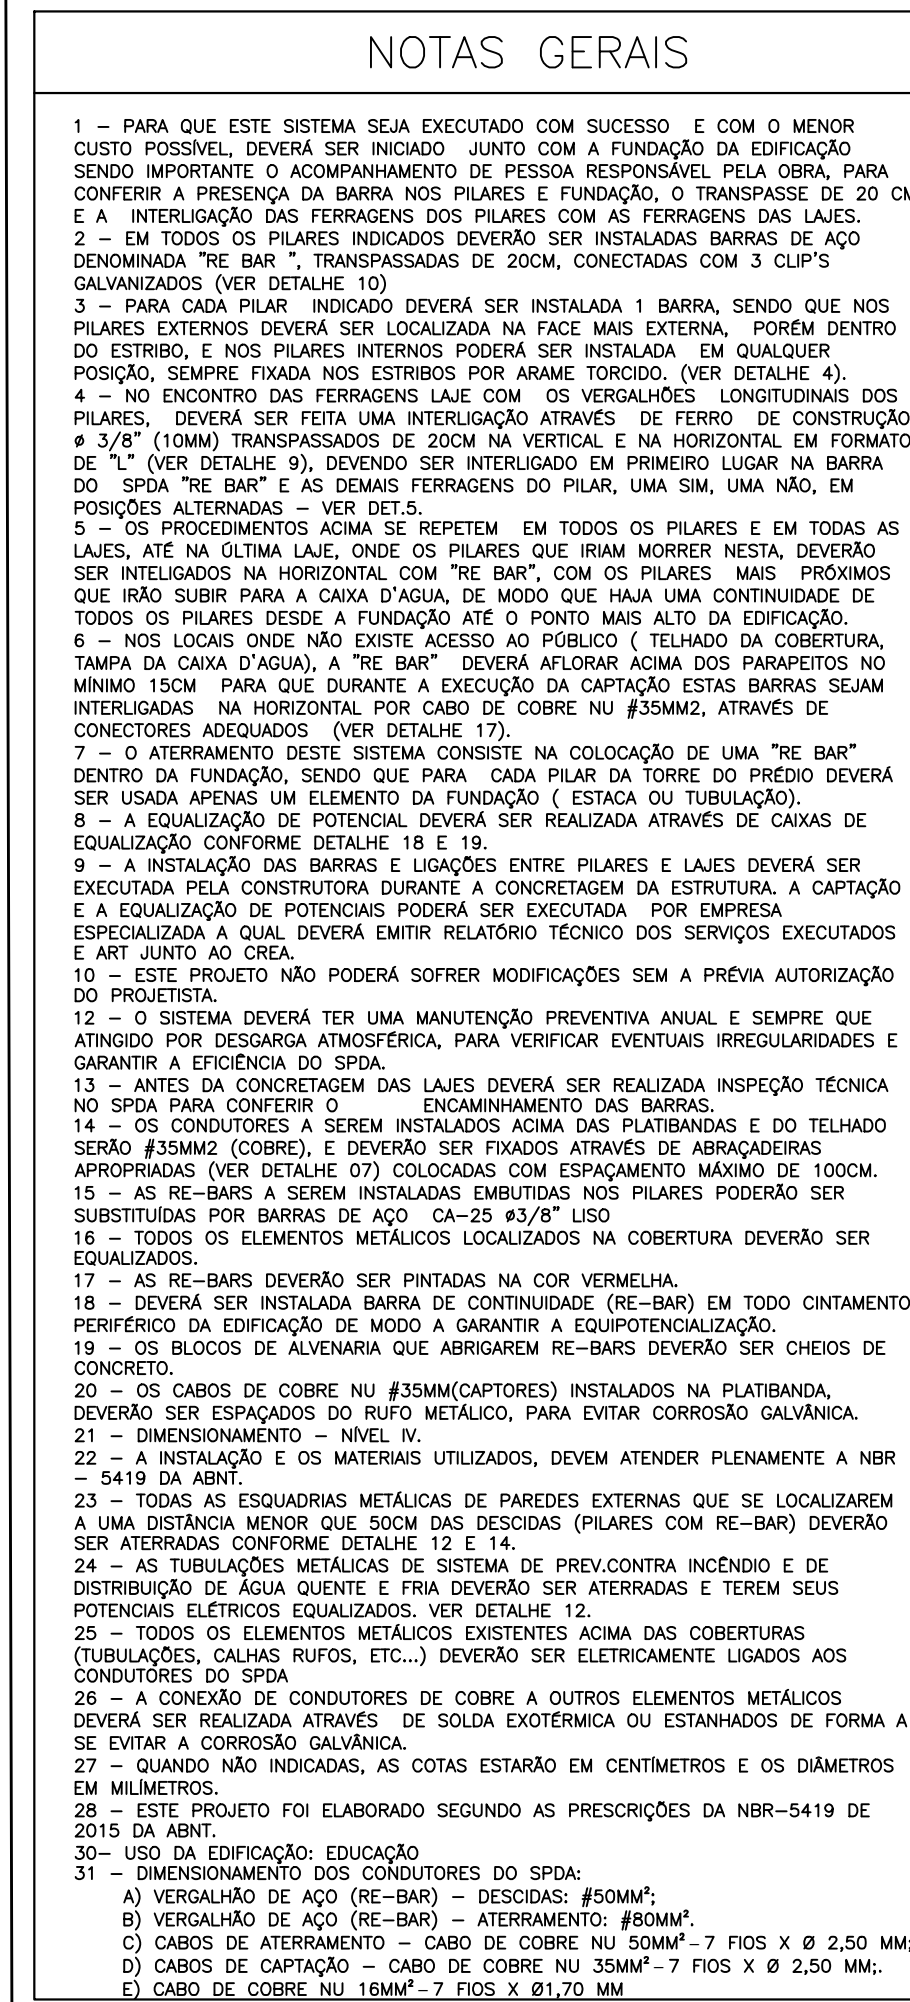 NOTAS GERAIS
1 – PARA QUE ESTE SISTEMA SEJA EXECUTADO COM SUCESSO E COM O MENOR
CUSTO POSSÍVEL, DEVERÁ SER INICIADO JUNTO COM A FUNDAÇÃO DA EDIFICAÇÃO
SENDO IMPORTANTE O ACOMPANHAMENTO DE PESSOA RESPONSÁVEL PELA OBRA, PARA
CONFERIR A PRESENÇA DA BARRA NOS PILARES E FUNDAÇÃO, O TRANSPASSE DE 20 CM
E A INTERLIGAÇÃO DAS FERRAGENS DOS PILARES COM AS FERRAGENS DAS LAJES.
2 – EM TODOS OS PILARES INDICADOS DEVERÃO SER INSTALADAS BARRAS DE AÇO
DENOMINADA "RE BAR ", TRANSPASSADAS DE 20CM, CONECTADAS COM 3 CLIP'S
GALVANIZADOS (VER DETALHE 10)
3 – PARA CADA PILAR INDICADO DEVERÁ SER INSTALADA 1 BARRA, SENDO QUE NOS
PILARES EXTERNOS DEVERÁ SER LOCALIZADA NA FACE MAIS EXTERNA, PORÉM DENTRO
DO ESTRIBO, E NOS PILARES INTERNOS PODERÁ SER INSTALADA EM QUALQUER
POSIÇÃO, SEMPRE FIXADA NOS ESTRIBOS POR ARAME TORCIDO. (VER DETALHE 4).
4 – NO ENCONTRO DAS FERRAGENS LAJE COM OS VERGALHÕES LONGITUDINAIS DOS
PILARES, DEVERÁ SER FEITA UMA INTERLIGAÇÃO ATRAVÉS DE FERRO DE CONSTRUÇÃO
ø 3/8" (10MM) TRANSPASSADOS DE 20CM NA VERTICAL E NA HORIZONTAL EM FORMATO
DE "L" (VER DETALHE 9), DEVENDO SER INTERLIGADO EM PRIMEIRO LUGAR NA BARRA
DO SPDA "RE BAR" E AS DEMAIS FERRAGENS DO PILAR, UMA SIM, UMA NÃO, EM
POSIÇÕES ALTERNADAS – VER DET.5.
5 – OS PROCEDIMENTOS ACIMA SE REPETEM EM TODOS OS PILARES E EM TODAS AS
LAJES, ATÉ NA ÚLTIMA LAJE, ONDE OS PILARES QUE IRIAM MORRER NESTA, DEVERÃO
SER INTELIGADOS NA HORIZONTAL COM "RE BAR", COM OS PILARES MAIS PRÓXIMOS
QUE IRÃO SUBIR PARA A CAIXA D'AGUA, DE MODO QUE HAJA UMA CONTINUIDADE DE
TODOS OS PILARES DESDE A FUNDAÇÃO ATÉ O PONTO MAIS ALTO DA EDIFICAÇÃO.
6 – NOS LOCAIS ONDE NÃO EXISTE ACESSO AO PÚBLICO ( TELHADO DA COBERTURA,
TAMPA DA CAIXA D'AGUA), A "RE BAR" DEVERÁ AFLORAR ACIMA DOS PARAPEITOS NO
MÍNIMO 15CM PARA QUE DURANTE A EXECUÇÃO DA CAPTAÇÃO ESTAS BARRAS SEJAM
INTERLIGADAS NA HORIZONTAL POR CABO DE COBRE NU #35MM2, ATRAVÉS DE
CONECTORES ADEQUADOS (VER DETALHE 17).
7 – O ATERRAMENTO DESTE SISTEMA CONSISTE NA COLOCAÇÃO DE UMA "RE BAR"
DENTRO DA FUNDAÇÃO, SENDO QUE PARA CADA PILAR DA TORRE DO PRÉDIO DEVERÁ
SER USADA APENAS UM ELEMENTO DA FUNDAÇÃO ( ESTACA OU TUBULAÇÃO).
8 – A EQUALIZAÇÃO DE POTENCIAL DEVERÁ SER REALIZADA ATRAVÉS DE CAIXAS DE
EQUALIZAÇÃO CONFORME DETALHE 18 E 19.
9 – A INSTALAÇÃO DAS BARRAS E LIGAÇÕES ENTRE PILARES E LAJES DEVERÁ SER
EXECUTADA PELA CONSTRUTORA DURANTE A CONCRETAGEM DA ESTRUTURA. A CAPTAÇÃO
E A EQUALIZAÇÃO DE POTENCIAIS PODERÁ SER EXECUTADA POR EMPRESA
ESPECIALIZADA A QUAL DEVERÁ EMITIR RELATÓRIO TÉCNICO DOS SERVIÇOS EXECUTADOS
E ART JUNTO AO CREA.
10 – ESTE PROJETO NÃO PODERÁ SOFRER MODIFICAÇÕES SEM A PRÉVIA AUTORIZAÇÃO
DO PROJETISTA.
12 – O SISTEMA DEVERÁ TER UMA MANUTENÇÃO PREVENTIVA ANUAL E SEMPRE QUE
ATINGIDO POR DESGARGA ATMOSFÉRICA, PARA VERIFICAR EVENTUAIS IRREGULARIDADES E
GARANTIR A EFICIÊNCIA DO SPDA.
13 – ANTES DA CONCRETAGEM DAS LAJES DEVERÁ SER REALIZADA INSPEÇÃO TÉCNICA
NO SPDA PARA CONFERIR O ENCAMINHAMENTO DAS BARRAS.
14 – OS CONDUTORES A SEREM INSTALADOS ACIMA DAS PLATIBANDAS E DO TELHADO
SERÃO #35MM2 (COBRE), E DEVERÃO SER FIXADOS ATRAVÉS DE ABRAÇADEIRAS
APROPRIADAS (VER DETALHE 07) COLOCADAS COM ESPAÇAMENTO MÁXIMO DE 100CM.
15 – AS RE–BARS A SEREM INSTALADAS EMBUTIDAS NOS PILARES PODERÃO SER
SUBSTITUÍDAS POR BARRAS DE AÇO CA–25 ø3/8" LISO
16 – TODOS OS ELEMENTOS METÁLICOS LOCALIZADOS NA COBERTURA DEVERÃO SER
EQUALIZADOS.
17 – AS RE–BARS DEVERÃO SER PINTADAS NA COR VERMELHA.
18 – DEVERÁ SER INSTALADA BARRA DE CONTINUIDADE (RE–BAR) EM TODO CINTAMENTO
PERIFÉRICO DA EDIFICAÇÃO DE MODO A GARANTIR A EQUIPOTENCIALIZAÇÃO.
19 – OS BLOCOS DE ALVENARIA QUE ABRIGAREM RE–BARS DEVERÃO SER CHEIOS DE
CONCRETO.
20 – OS CABOS DE COBRE NU #35MM(CAPTORES) INSTALADOS NA PLATIBANDA,
DEVERÃO SER ESPAÇADOS DO RUFO METÁLICO, PARA EVITAR CORROSÃO GALVÂNICA.
21 – DIMENSIONAMENTO – NÍVEL IV.
22 – A INSTALAÇÃO E OS MATERIAIS UTILIZADOS, DEVEM ATENDER PLENAMENTE A NBR
– 5419 DA ABNT.
23 – TODAS AS ESQUADRIAS METÁLICAS DE PAREDES EXTERNAS QUE SE LOCALIZAREM
A UMA DISTÂNCIA MENOR QUE 50CM DAS DESCIDAS (PILARES COM RE–BAR) DEVERÃO
SER ATERRADAS CONFORME DETALHE 12 E 14.
24 – AS TUBULAÇÕES METÁLICAS DE SISTEMA DE PREV.CONTRA INCÊNDIO E DE
DISTRIBUIÇÃO DE ÁGUA QUENTE E FRIA DEVERÃO SER ATERRADAS E TEREM SEUS
POTENCIAIS ELÉTRICOS EQUALIZADOS. VER DETALHE 12.
25 – TODOS OS ELEMENTOS METÁLICOS EXISTENTES ACIMA DAS COBERTURAS
(TUBULAÇÕES, CALHAS RUFOS, ETC...) DEVERÃO SER ELETRICAMENTE LIGADOS AOS
CONDUTORES DO SPDA
26 – A CONEXÃO DE CONDUTORES DE COBRE A OUTROS ELEMENTOS METÁLICOS
DEVERÁ SER REALIZADA ATRAVÉS DE SOLDA EXOTÉRMICA OU ESTANHADOS DE FORMA A
SE EVITAR A CORROSÃO GALVÂNICA.
27 – QUANDO NÃO INDICADAS, AS COTAS ESTARÃO EM CENTÍMETROS E OS DIÂMETROS
EM MILÍMETROS.
28 – ESTE PROJETO FOI ELABORADO SEGUNDO AS PRESCRIÇÕES DA NBR–5419 DE
2015 DA ABNT.
30– USO DA EDIFICAÇÃO: EDUCAÇÃO
31 – DIMENSIONAMENTO DOS CONDUTORES DO SPDA:
A) VERGALHÃO DE AÇO (RE–BAR) – DESCIDAS: #50MM²;
B) VERGALHÃO DE AÇO (RE–BAR) – ATERRAMENTO: #80MM².
C) CABOS DE ATERRAMENTO – CABO DE COBRE NU 50MM²–7 FIOS X Ø 2,50 MM;
D) CABOS DE CAPTAÇÃO – CABO DE COBRE NU 35MM²–7 FIOS X Ø 2,50 MM;.
E) CABO DE COBRE NU 16MM²–7 FIOS X Ø1,70 MM